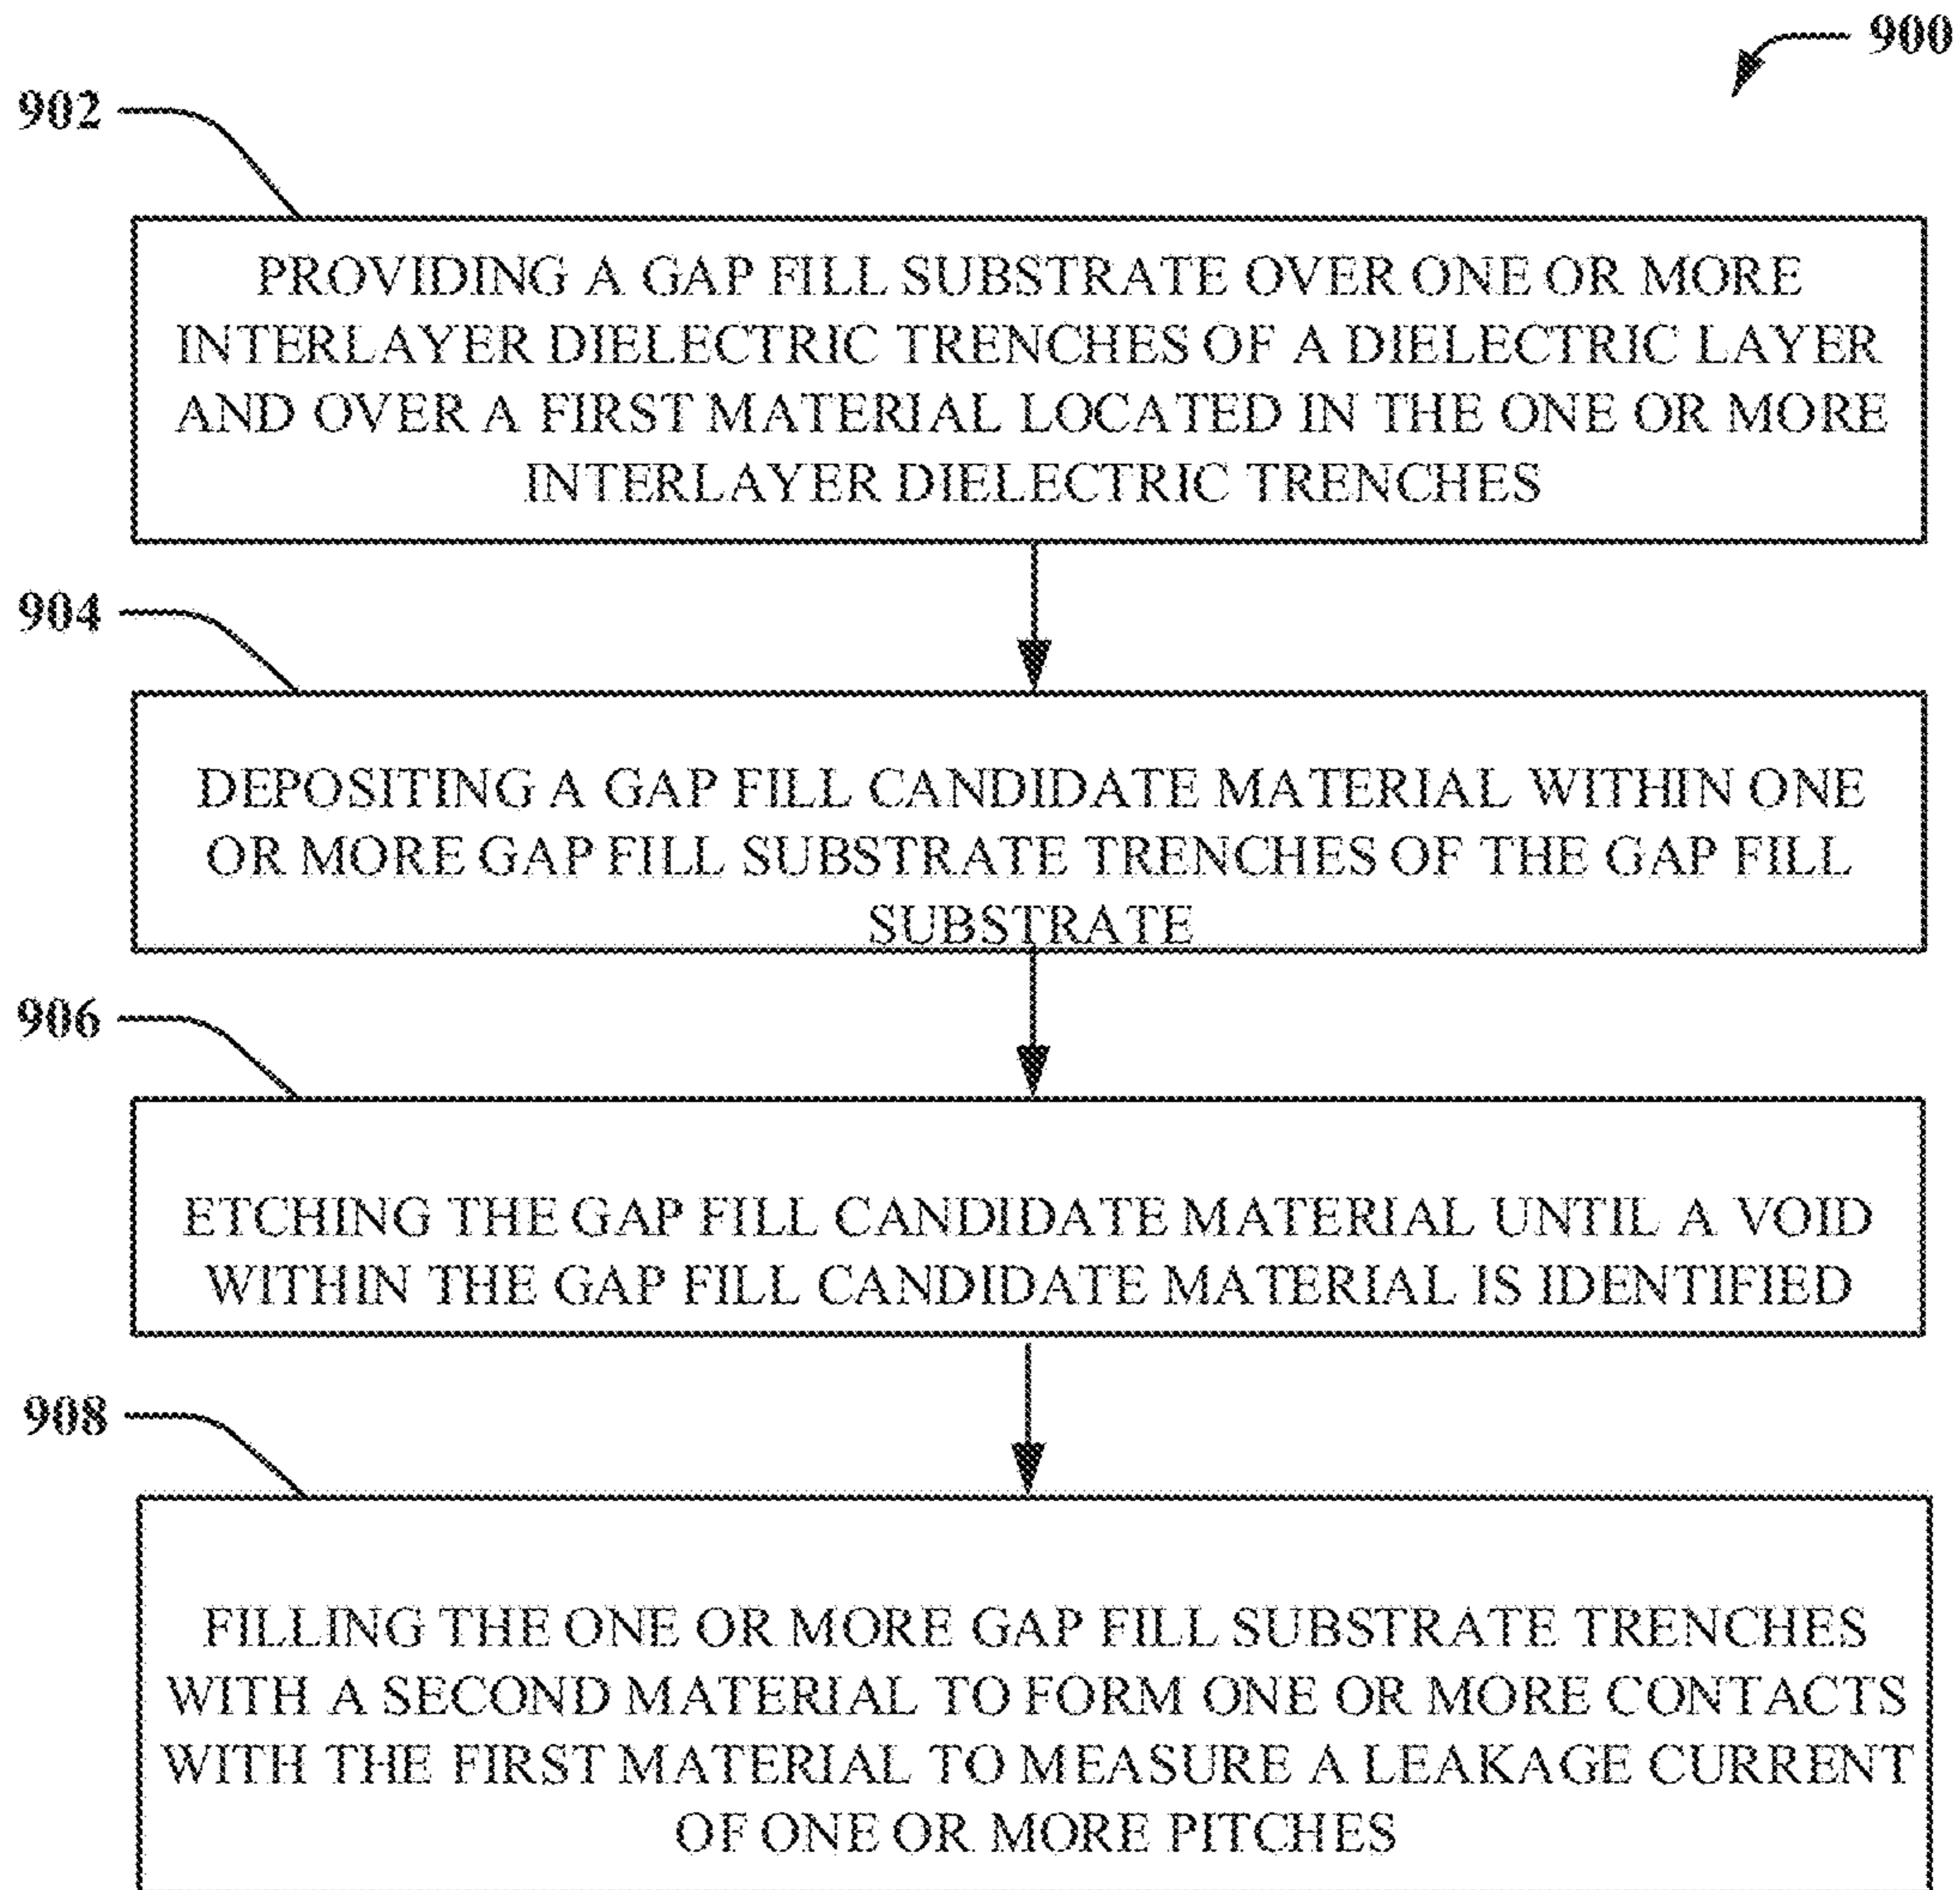 900
902
PROVIDING A GAP FILL SUBSTRATE OVER ONE OR MORE
INTERLAYER DIELECTRIC TRENCHES OF A DIELECTRIC LAYER
AND OVER A FIRST MATERIAL LOCATED IN THE ONE OR MORE
INTERLAYER DIELECTRIC TRENCHES
904
DEPOSITING A GAP FILL CANDIDATE MATERIAL WITHIN ONE
OR MORE GAP FILL SUBSTRATE TRENCHES OF THE GAP FILL
SUBSTRATE
906
ETCHING THE GAP FILL CANDIDATE MATERIAL UNTIL A VOID
WITHIN THE GAP FILL CANDIDATE MATERIAL IS IDENTIFIED
908
FILLING THE ONE OR MORE GAP FILL SUBSTRATE TRENCHES
WITH A SECOND MATERIAL TO FORM ONE OR MORE CONTACTS
WITH THE FIRST MATERIAL TO MEASURE A LEAKAGE CURRENT
OF ONE OR MORE PITCHES